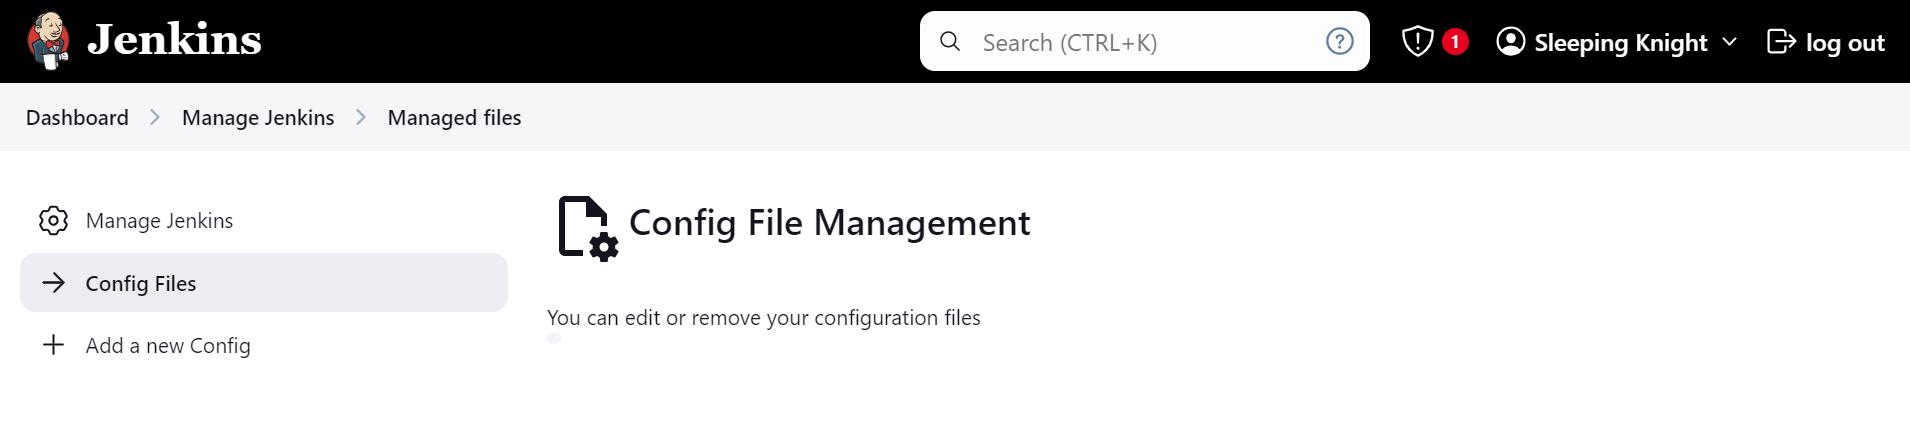 Jenkins
Search (CTRL+K)
?
1
Sleeping Knight
log out
Dashboard
Manage Jenkins
Managed files
Manage Jenkins
Config Files
Add a new Config
Config File Management
You can edit or remove your configuration files